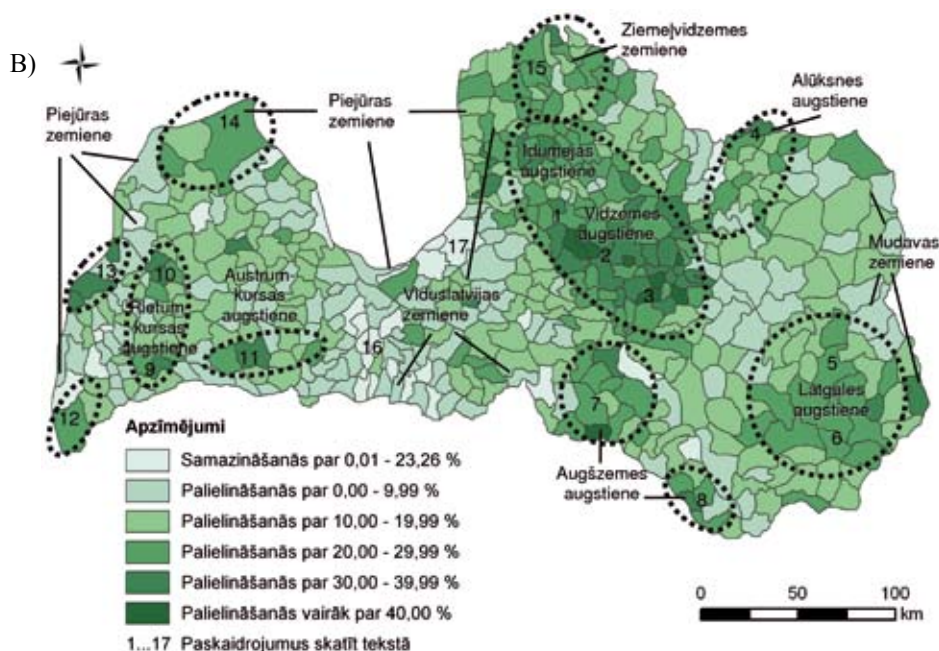 B)
Ziemeļvidzemes
zemiene
Alūksnes
augstiene
Piejūras
zemiene
Piejūras
zemiene
15
14
4
Idumejas
augstiene
1
Vidzemes
augstiene
2
3
17
Mudavas
zemiene
13
10
Austrum-
kursas
augstiene
Rietum-
kursas
augstiene
9
11
12
Viduslatvijas
zemiene
16
7
5
Latgales
augstiene
6
Augšzemes
augstiene
8
Apzīmējumi
Samazināšanās par 0,01 - 23,26 %
Palielināšanās par 0,00 - 9,99 %
Palielināšanās par 10,00 - 19,99 %
Palielināšanās par 20,00 - 29,99 %
Palielināšanās par 30,00 - 39,99 %
Palielināšanās vairāk par 40,00 %
1...17 Paskaidrojumus skatīt tekstā
0 50 100
km